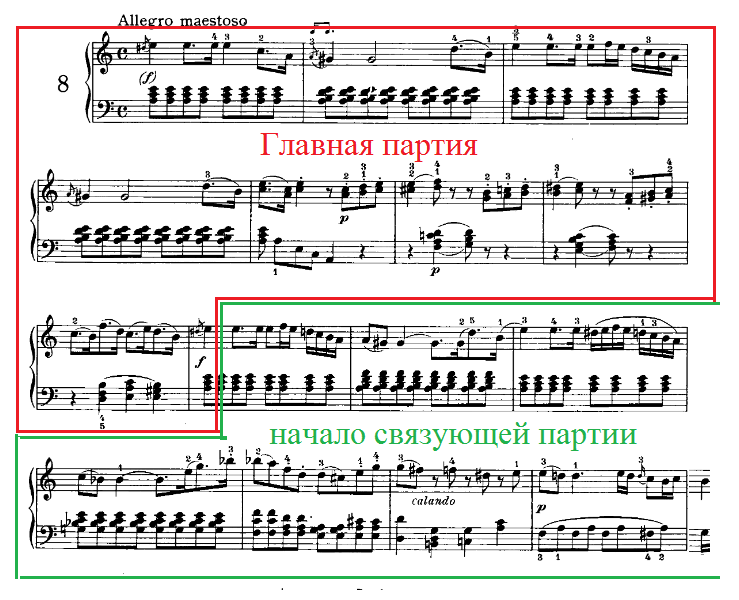 Allegro maestoso
(f)
8
Главная партия
p
p
f
начало связующей партии
calando
p